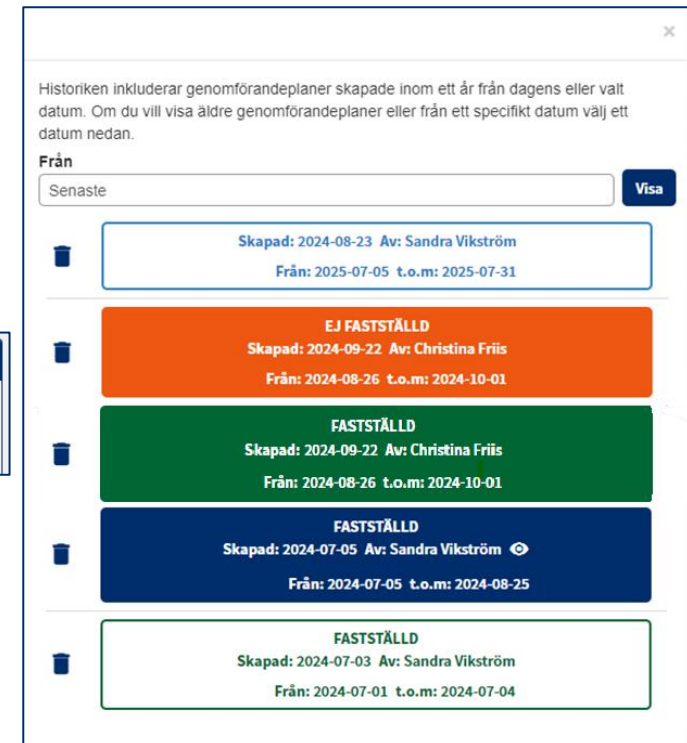 ×
Historiken inkluderar genomförandeplaner skapade inom ett år från dagens eller valt
datum. Om du vill visa äldre genomförandeplaner eller från ett specifikt datum välj ett
datum nedan.
Från
Senaste
Visa
Skapad: 2024-08-23 Av: Sandra Vikström
Från: 2025-07-05 t.o.m: 2025-07-31
EJ FASTSTÄLLD
Skapad: 2024-09-22 Av: Christina Friis
Från: 2024-08-26 t.o.m: 2024-10-01
FASTSTÄLLD
Skapad: 2024-09-22 Av: Christina Friis
Från: 2024-08-26 t.o.m: 2024-10-01
FASTSTÄLLD
Skapad: 2024-07-05 Av: Sandra Vikström
Från: 2024-07-05 t.o.m: 2024-08-25
FASTSTÄLLD
Skapad: 2024-07-03 Av: Sandra Vikström
Från: 2024-07-01 t.o.m: 2024-07-04